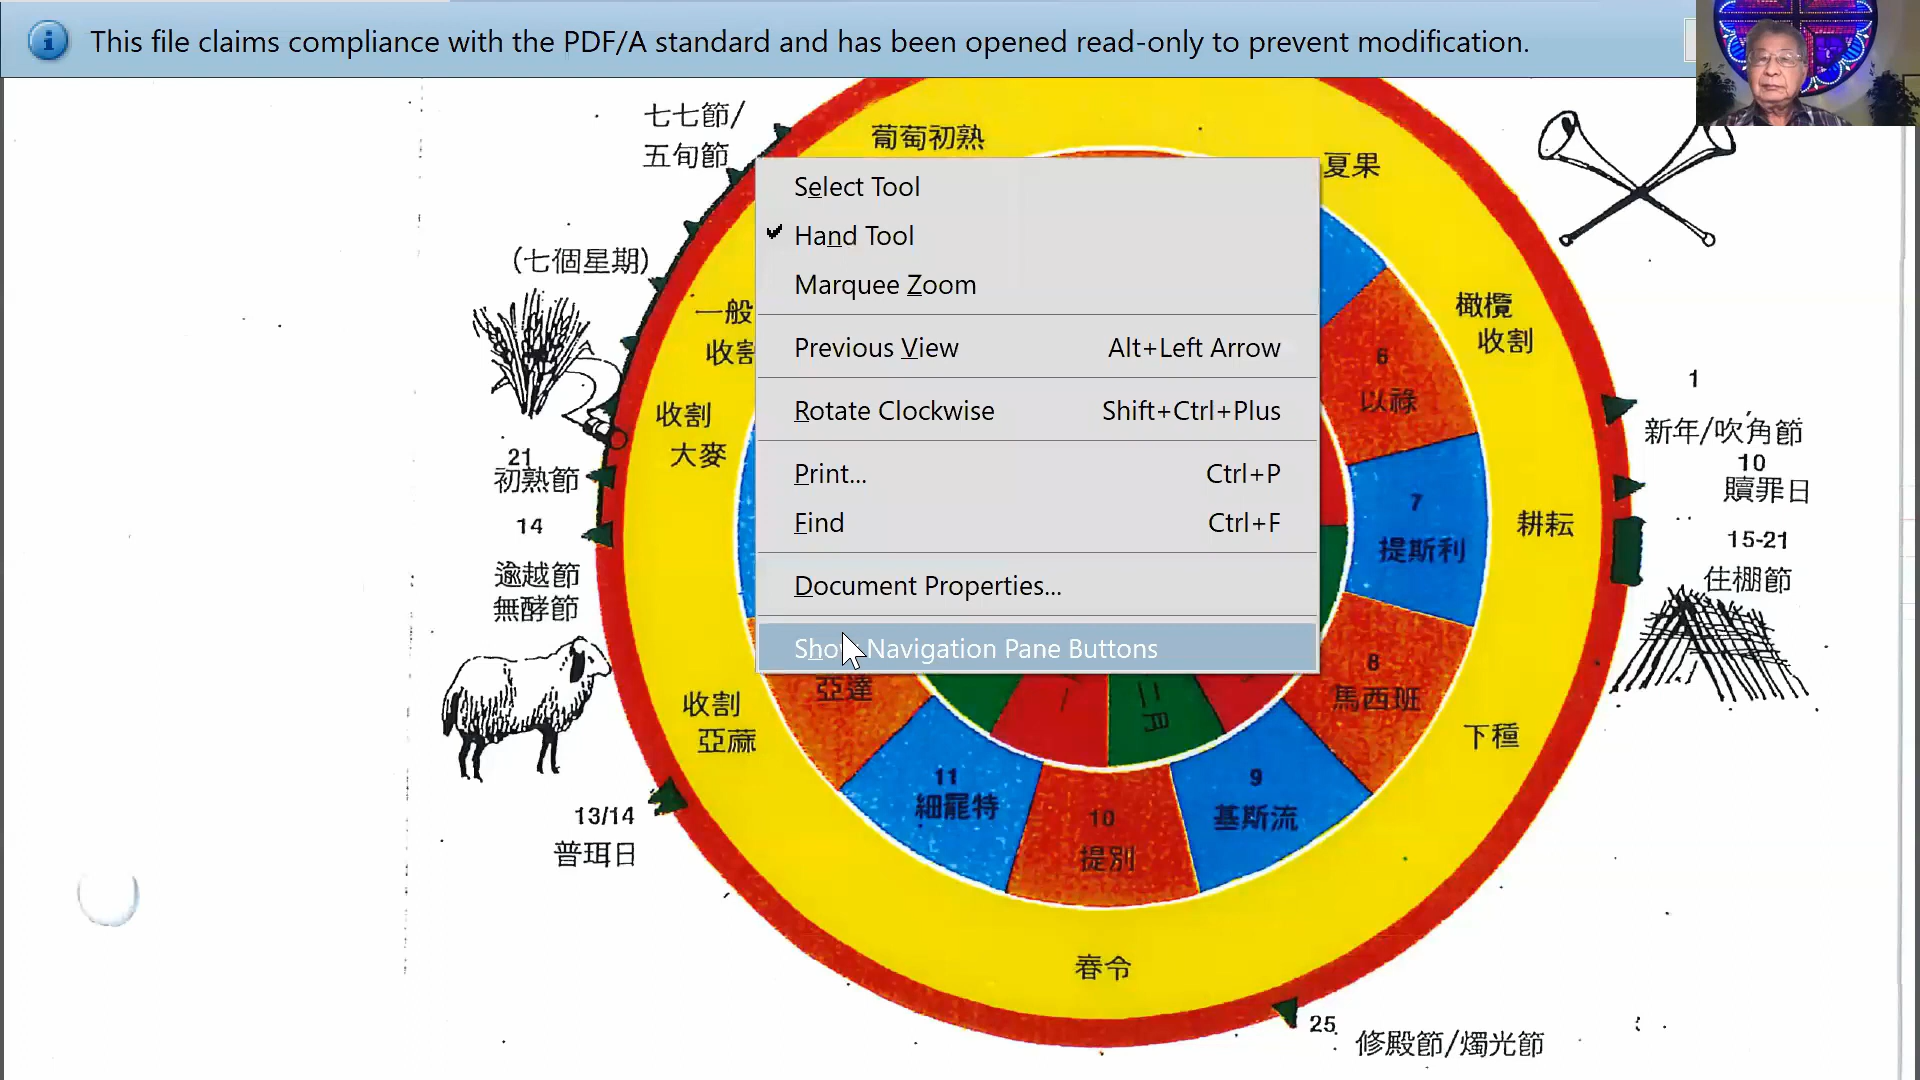 This file claims compliance with the PDF/A standard and has been opened read-only to prevent modification.
七七節/
五旬節
葡萄初熟
夏果
(七個星期)
一般
收割
收割
大麥
21
初熟節
14
逾越節
無酵節
收割
亞麻
13/14
普珥日
Select Tool
Hand Tool
Marquee Zoom
Previous View Alt+Left Arrow
Rotate Clockwise Shift+Ctrl+Plus
Print... Ctrl+P
Find Ctrl+F
Document Properties...
Show Navigation Pane Buttons
橄欖
收割
6
以祿
1
新年/吹角節
10
贖罪日
7
提斯利
耕耘
15-21
住棚節
8
馬西班
下種
亞達
二月
11
細罷特
10
提別
9
基斯流
春令
25
修殿節/燭光節